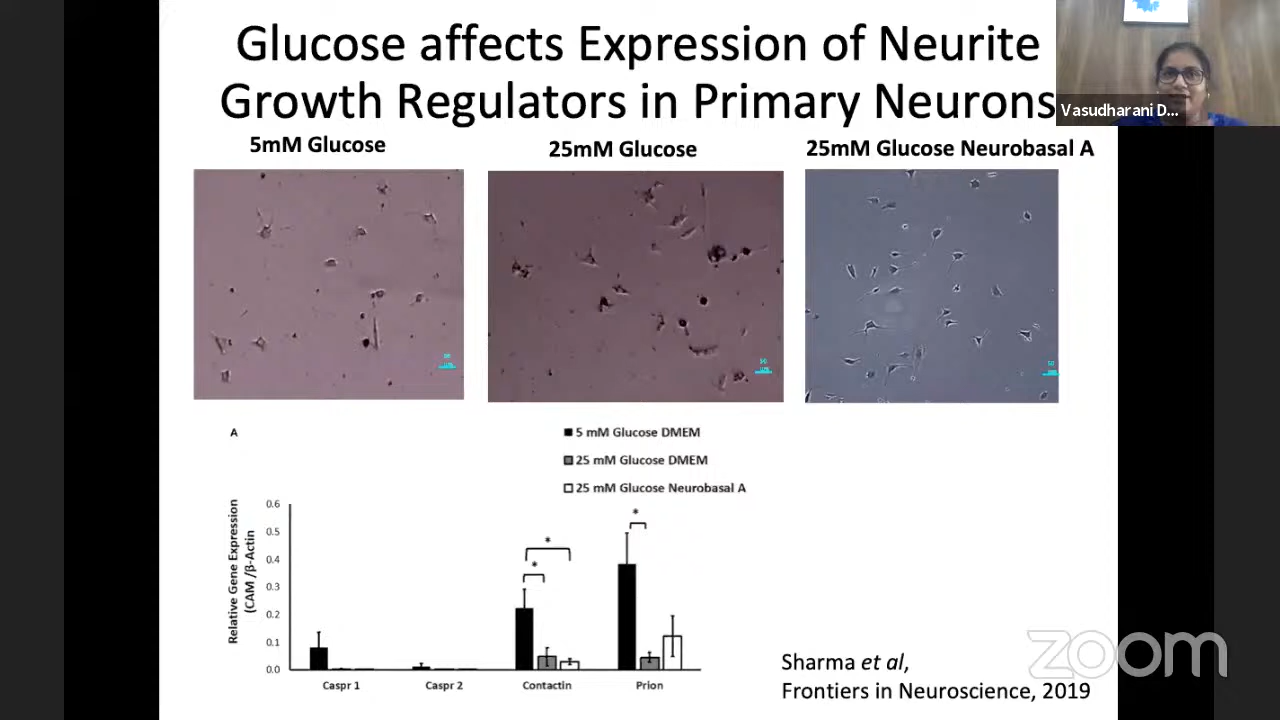 Glucose affects Expression of Neurite
Growth Regulators in Primary Neurons
Vasudharani D...
5mM Glucose
25mM Glucose
25mM Glucose Neurobasal A
50
A
5 mM Glucose DMEM
25 mM Glucose DMEM
25 mM Glucose Neurobasal A
Relative Gene Expression
(CAM /β-Actin
0.6
0.5
0.4
0.3
0.2
0.1
0.0
*
*
*
Caspr 1
Caspr 2
Contactin
Prion
Sharma et al,
Frontiers in Neuroscience, 2019
zoom